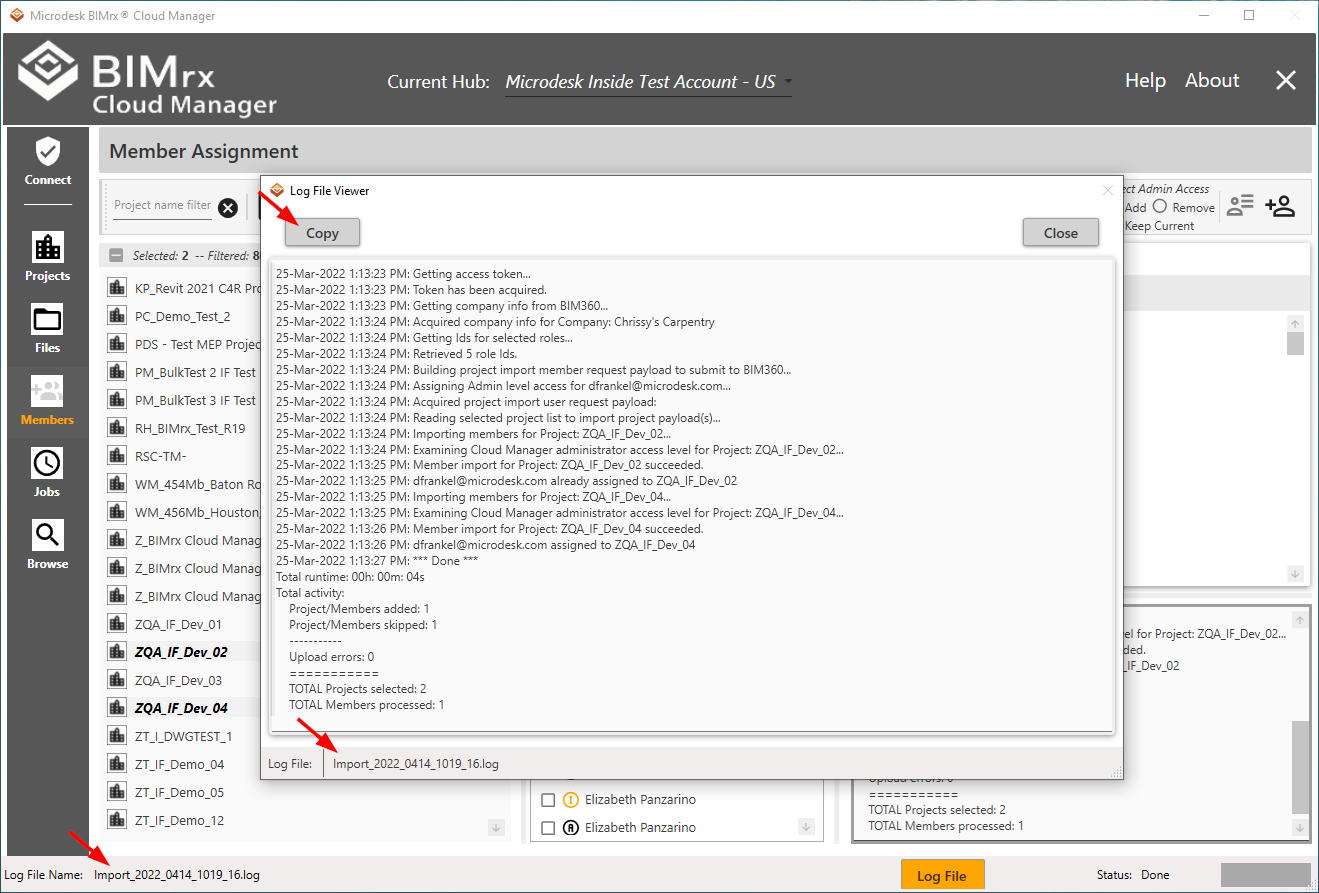 Microdesk BIMrx® Cloud Manager
BIMrx
Cloud Manager
Current Hub: Microdesk Inside Test Account - US
Help About
Connect
Projects
Files
Members
Jobs
Browse
Member Assignment
Project name filter
Selected: 2 -- Filtered: 8
KP_Revit 2021 C4R Pro
PC_Demo_Test_2
PDS - Test MEP Projec
PM_BulkTest 2 IF Test
PM_BulkTest 3 IF Test
RH_BIMrx_Test_R19
RSC-TM-
WM_454Mb_Baton Ro
WM_456Mb_Houston,
Z_BIMrx Cloud Manag
Z_BIMrx Cloud Manag
Z_BIMrx Cloud Manag
ZQA_IF_Dev_01
ZQA_IF_Dev_02
ZQA_IF_Dev_03
ZQA_IF_Dev_04
ZT_I_DWGTEST_1
ZT_IF_Demo_04
ZT_IF_Demo_05
ZT_IF_Demo_12
Log File Viewer
Copy
Close
25-Mar-2022 1:13:23 PM: Getting access token...
25-Mar-2022 1:13:23 PM: Token has been acquired.
25-Mar-2022 1:13:23 PM: Getting company info from BIM360...
25-Mar-2022 1:13:24 PM: Acquired company info for Company: Chrissy's Carpentry
25-Mar-2022 1:13:24 PM: Getting Ids for selected roles...
25-Mar-2022 1:13:24 PM: Retrieved 5 role Ids.
25-Mar-2022 1:13:24 PM: Building project import member request payload to submit to BIM360...
25-Mar-2022 1:13:24 PM: Assigning Admin level access for dfrankel@microdesk.com...
25-Mar-2022 1:13:24 PM: Acquired project import user request payload:
25-Mar-2022 1:13:24 PM: Reading selected project list to import project payload(s)...
25-Mar-2022 1:13:24 PM: Importing members for Project: ZQA_IF_Dev_02...
25-Mar-2022 1:13:24 PM: Examining Cloud Manager administrator access level for Project: ZQA_IF_Dev_02...
25-Mar-2022 1:13:25 PM: Member import for Project: ZQA_IF_Dev_02 succeeded.
25-Mar-2022 1:13:25 PM: dfrankel@microdesk.com already assigned to ZQA_IF_Dev_02
25-Mar-2022 1:13:25 PM: Importing members for Project: ZQA_IF_Dev_04...
25-Mar-2022 1:13:25 PM: Examining Cloud Manager administrator access level for Project: ZQA_IF_Dev_04...
25-Mar-2022 1:13:26 PM: Member import for Project: ZQA_IF_Dev_04 succeeded.
25-Mar-2022 1:13:26 PM: dfrankel@microdesk.com assigned to ZQA_IF_Dev_04
25-Mar-2022 1:13:27 PM: *** Done ***
Total runtime: 00h: 00m: 04s
Total activity:
Project/Members added: 1
Project/Members skipped: 1
-----------
Upload errors: 0
===========
TOTAL Projects selected: 2
TOTAL Members processed: 1
Log File: Import_2022_0414_1019_16.log
ect Admin Access
Add Remove
Keep Current
el for Project: ZQA_IF_Dev_02...
ded.
_IF_Dev_02
Elizabeth Panzarino
Elizabeth Panzarino
Upload errors: 0
===========
TOTAL Projects selected: 2
TOTAL Members processed: 1
Log File Name: Import_2022_0414_1019_16.log
Log File
Status: Done